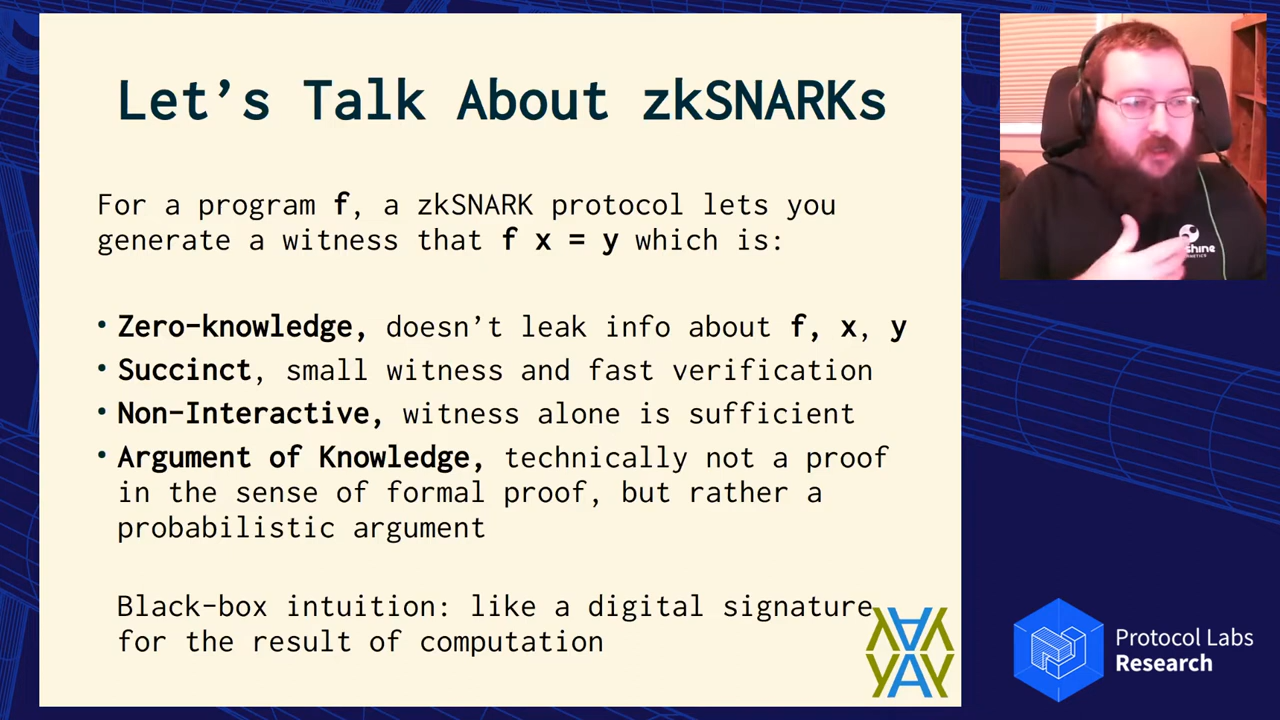 Let’s Talk About zkSNARKs
For a program f, a zkSNARK protocol lets you
generate a witness that f x = y which is:
• Zero-knowledge, doesn’t leak info about f, x, y
• Succinct, small witness and fast verification
• Non-Interactive, witness alone is sufficient
• Argument of Knowledge, technically not a proof
in the sense of formal proof, but rather a
probabilistic argument
Black-box intuition: like a digital signature
for the result of computation
Protocol Labs
Research